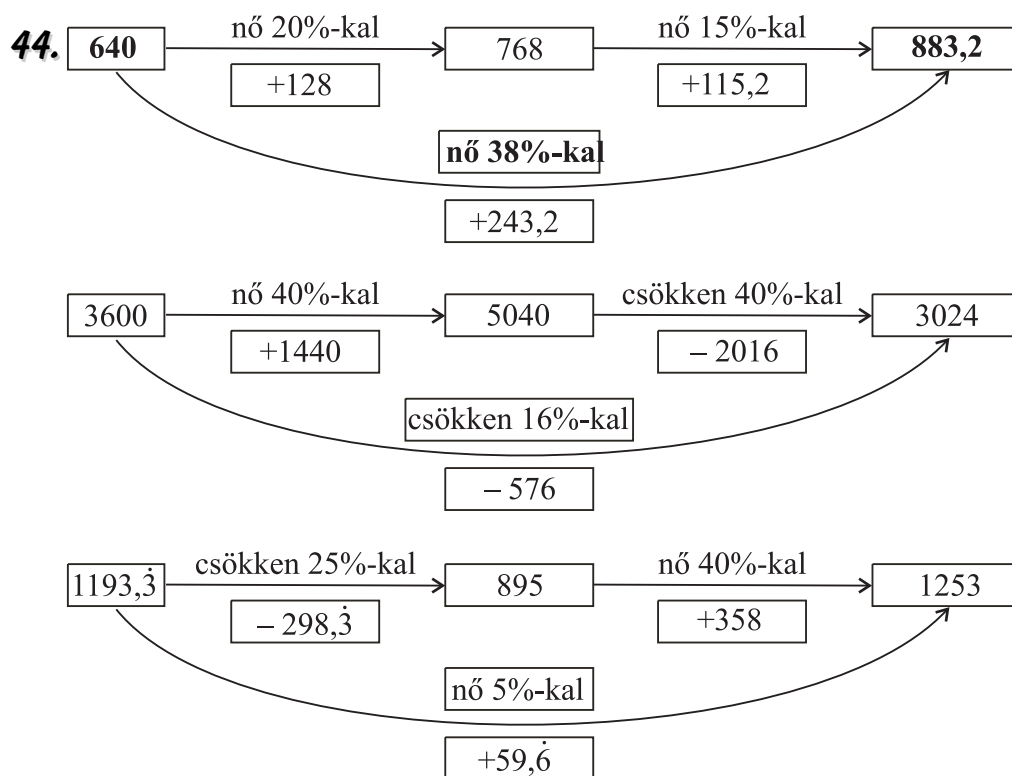 44. 640 nő 20%-kal 768 nő 15%-kal 883,2
+128 +115,2
nő 38%-kal
+243,2
3600 nő 40%-kal 5040 csökken 40%-kal 3024
+1440 – 2016
csökken 16%-kal
– 576
1193,3̇ csökken 25%-kal 895 nő 40%-kal 1253
– 298,3̇ +358
nő 5%-kal
+59,6̇